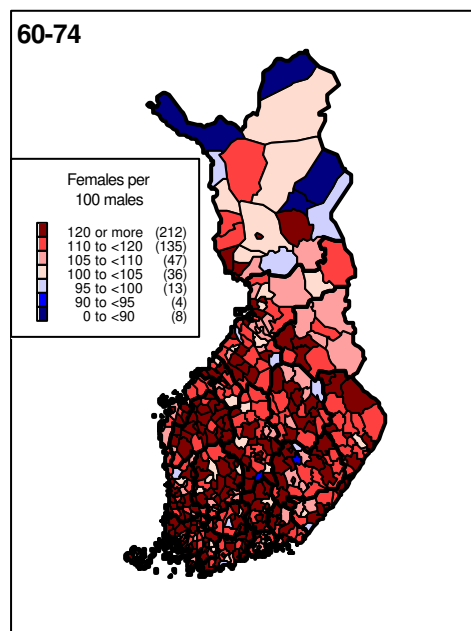 60-74
Females per
100 males
120 or more (212)
110 to <120 (135)
105 to <110 (47)
100 to <105 (36)
95 to <100 (13)
90 to <95 (4)
0 to <90 (8)